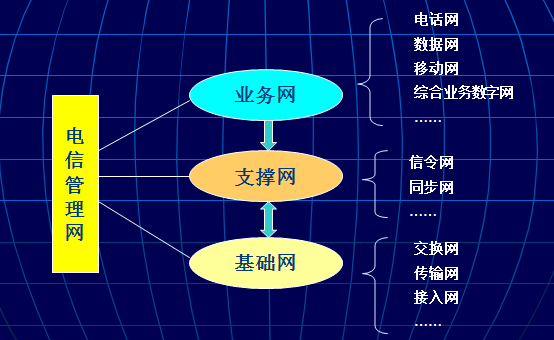 电信管理网
业务网
支撑网
基础网
电话网
数据网
移动网
综合业务数字网
······
信令网
同步网
······
交换网
传输网
接入网
······